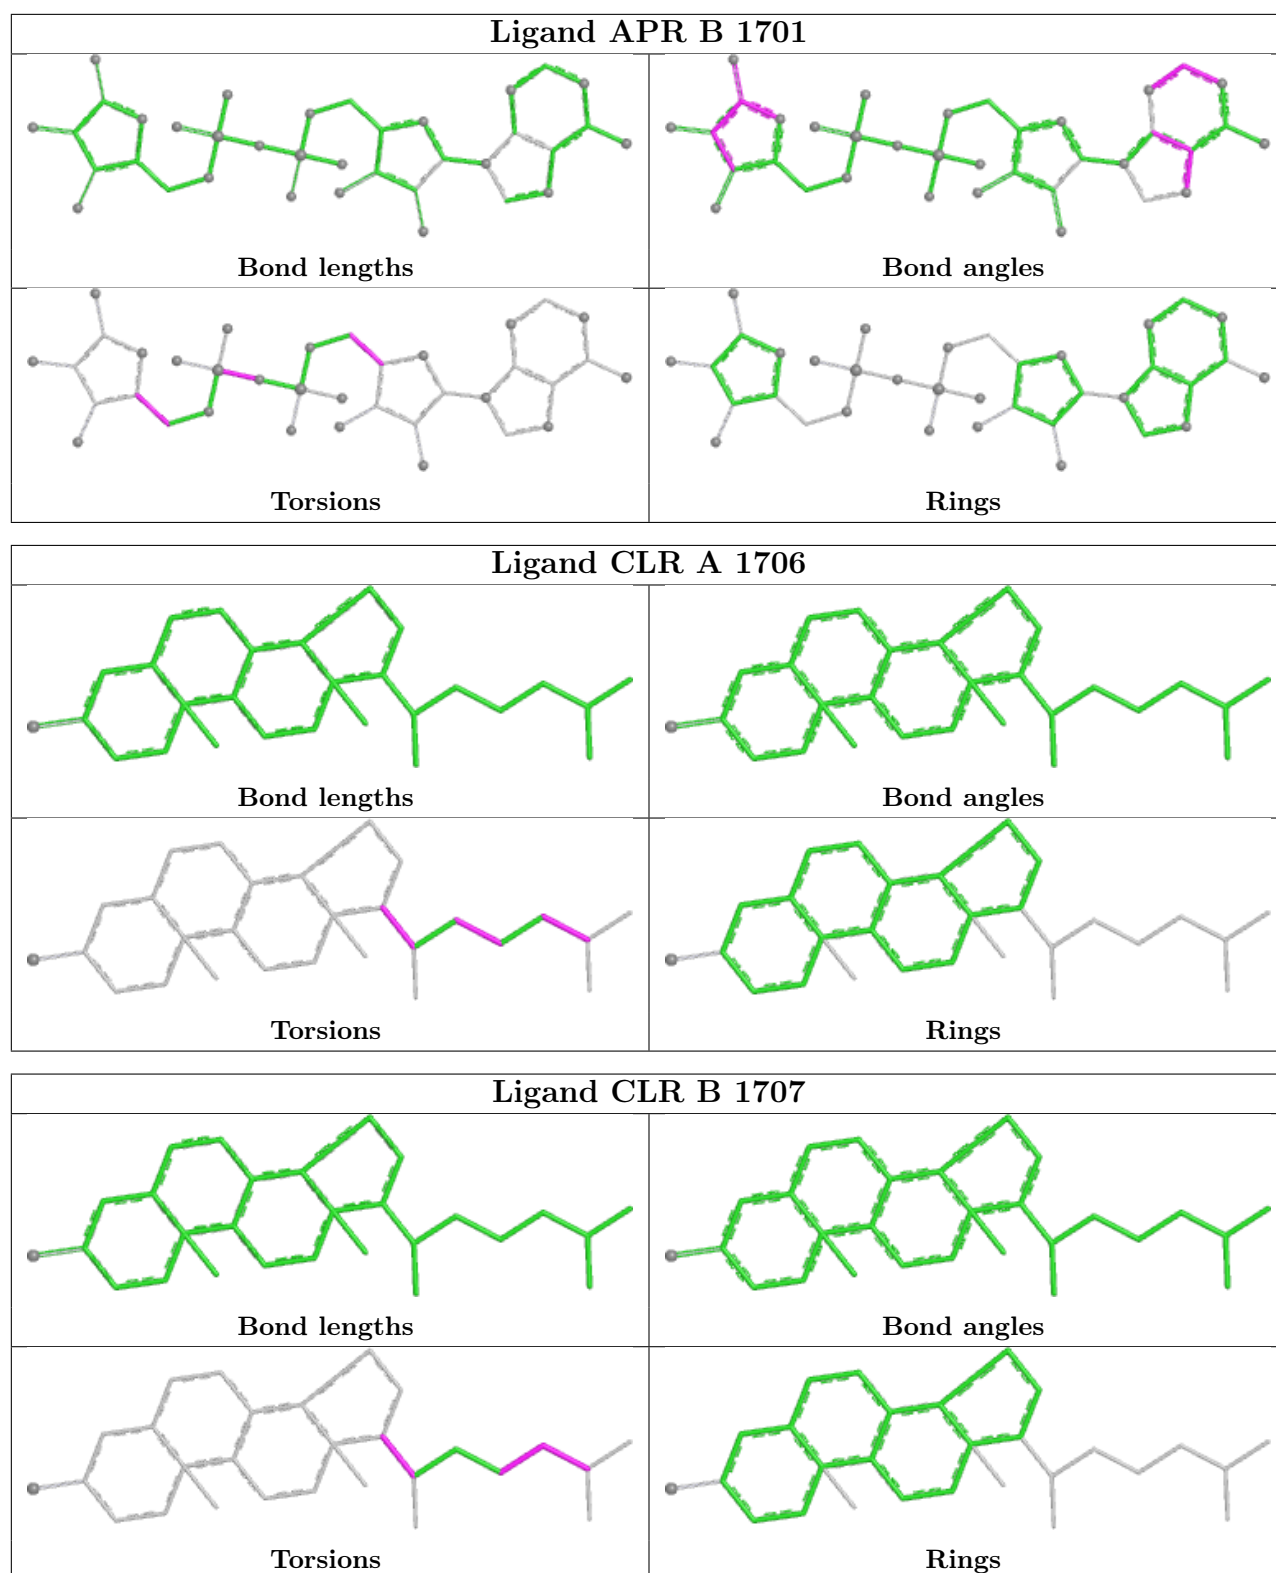 Ligand APR B 1701
Bond lengths
Bond angles
Torsions
Rings
Ligand CLR A 1706
Bond lengths
Bond angles
Torsions
Rings
Ligand CLR B 1707
Bond lengths
Bond angles
Torsions
Rings